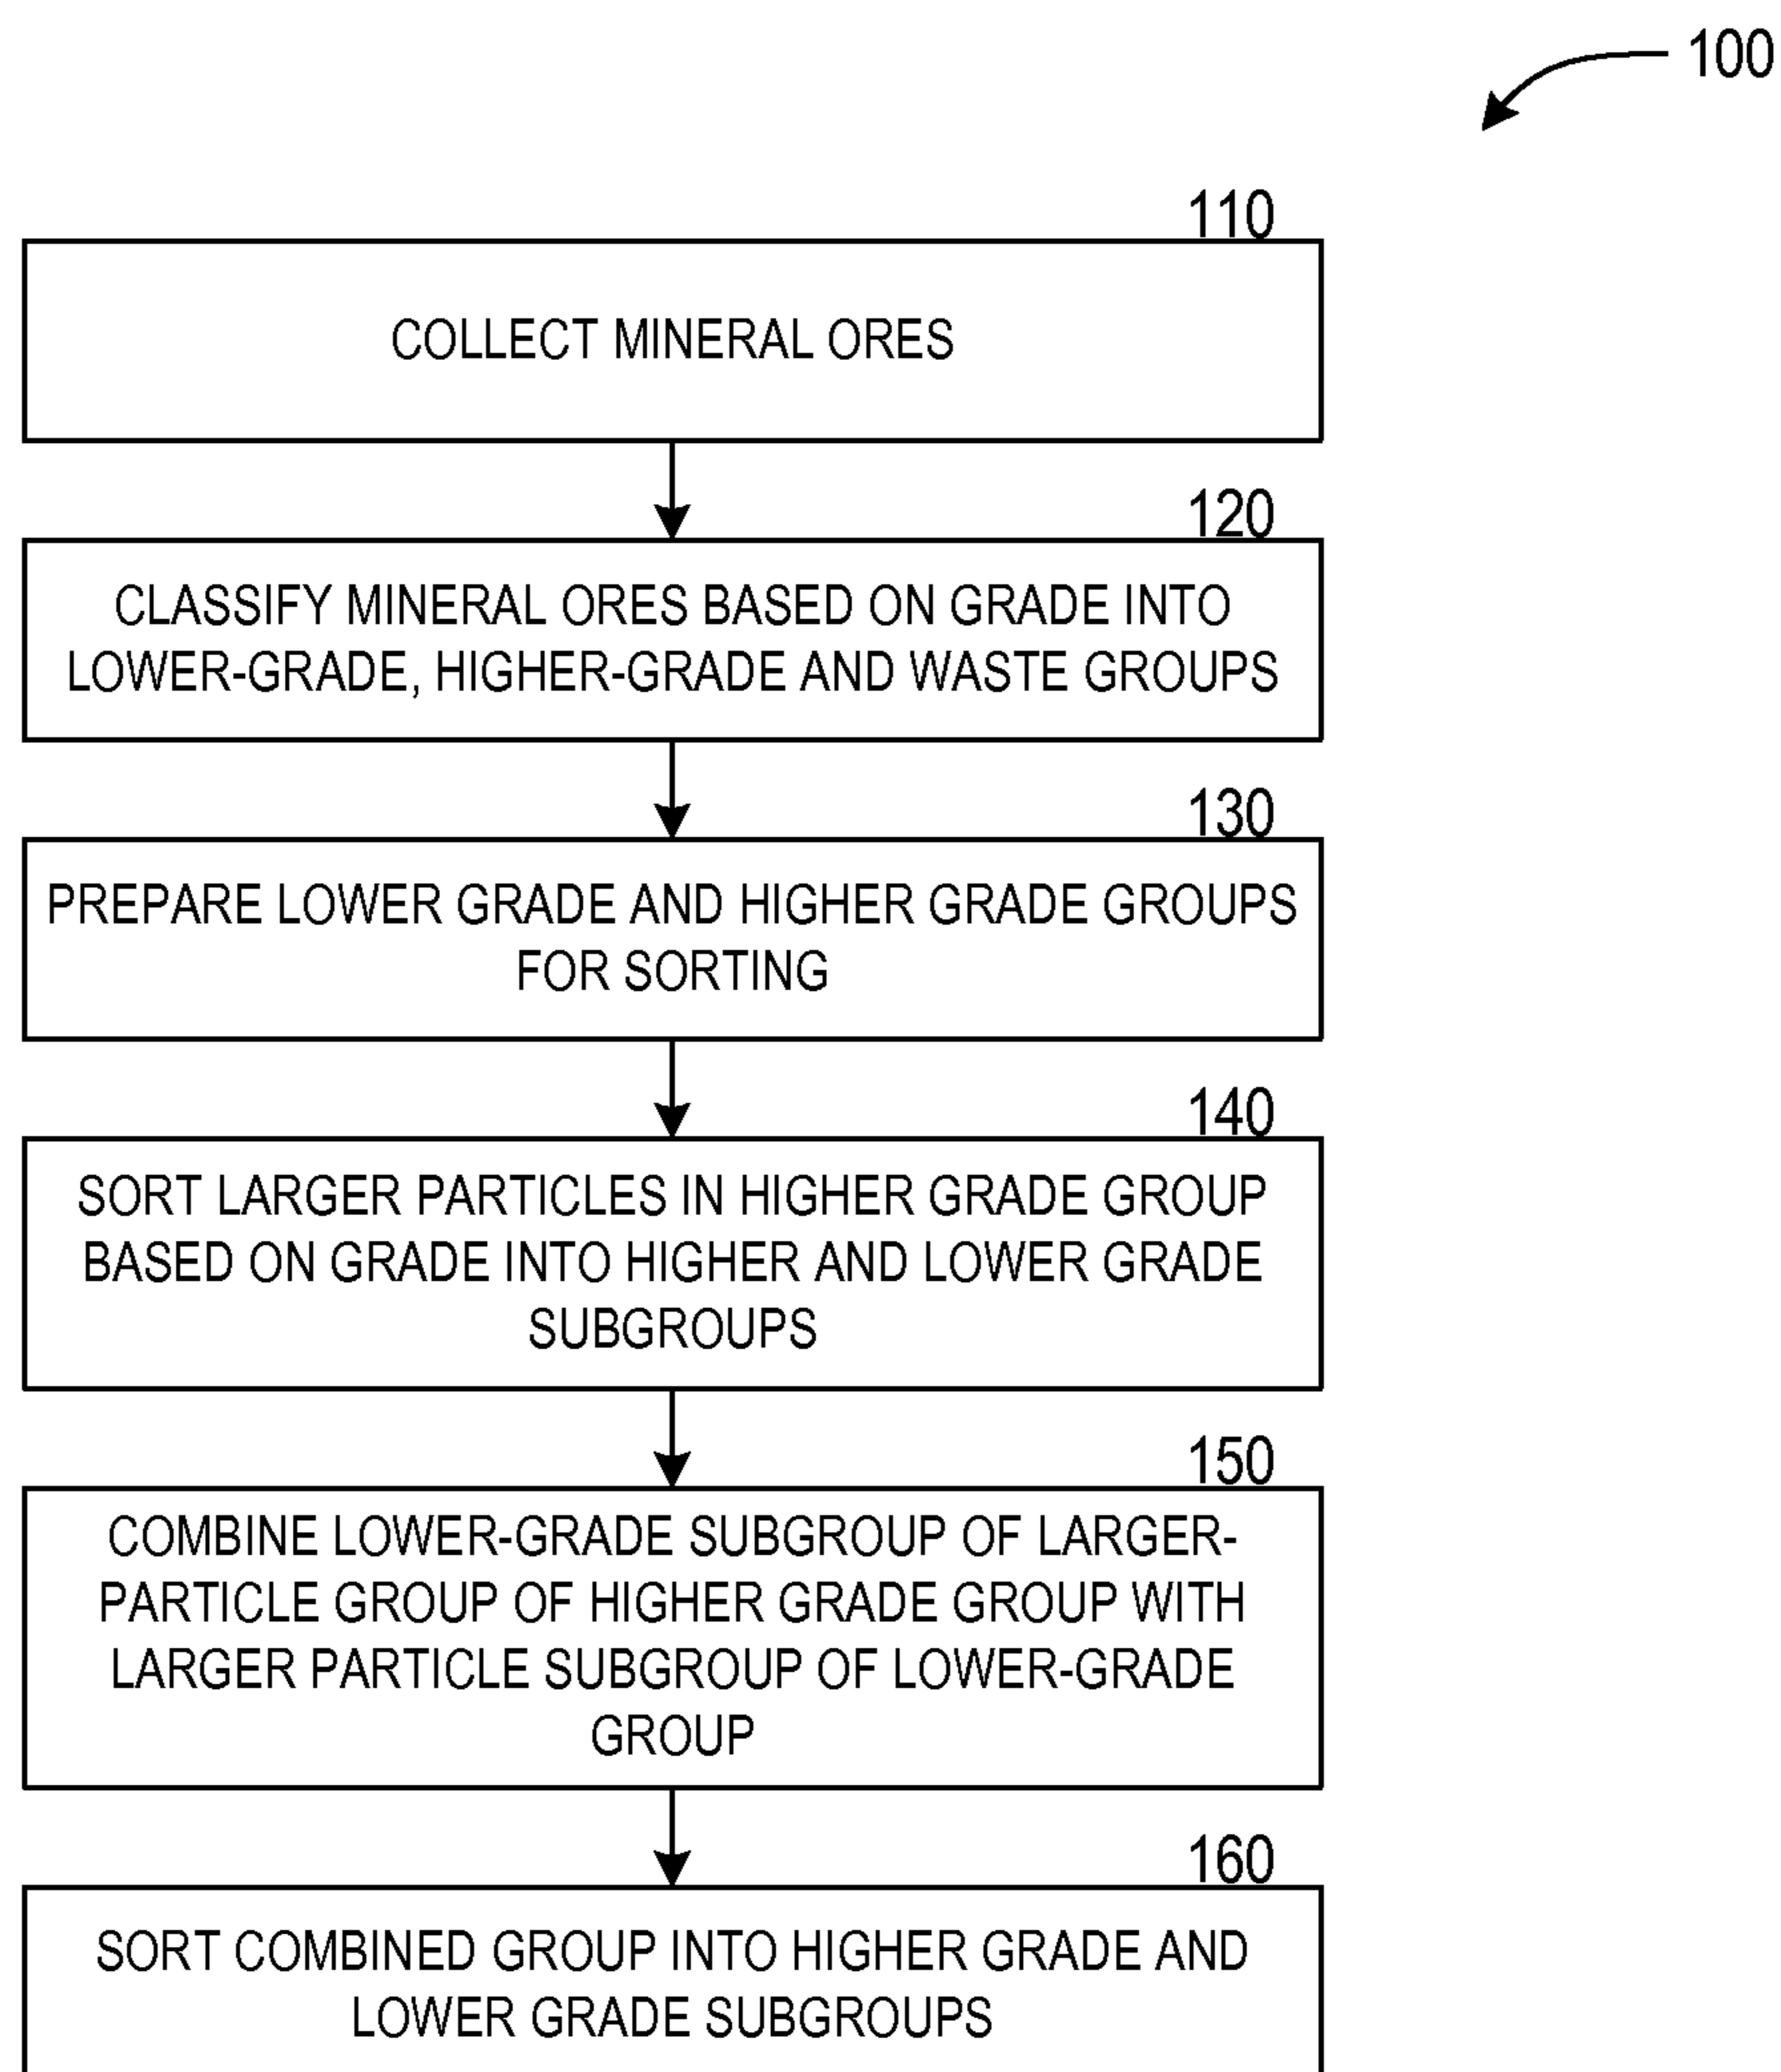 100
110
COLLECT MINERAL ORES
120
CLASSIFY MINERAL ORES BASED ON GRADE INTO
LOWER-GRADE, HIGHER-GRADE AND WASTE GROUPS
130
PREPARE LOWER GRADE AND HIGHER GRADE GROUPS
FOR SORTING
140
SORT LARGER PARTICLES IN HIGHER GRADE GROUP
BASED ON GRADE INTO HIGHER AND LOWER GRADE
SUBGROUPS
150
COMBINE LOWER-GRADE SUBGROUP OF LARGER-
PARTICLE GROUP OF HIGHER GRADE GROUP WITH
LARGER PARTICLE SUBGROUP OF LOWER-GRADE
GROUP
160
SORT COMBINED GROUP INTO HIGHER GRADE AND
LOWER GRADE SUBGROUPS